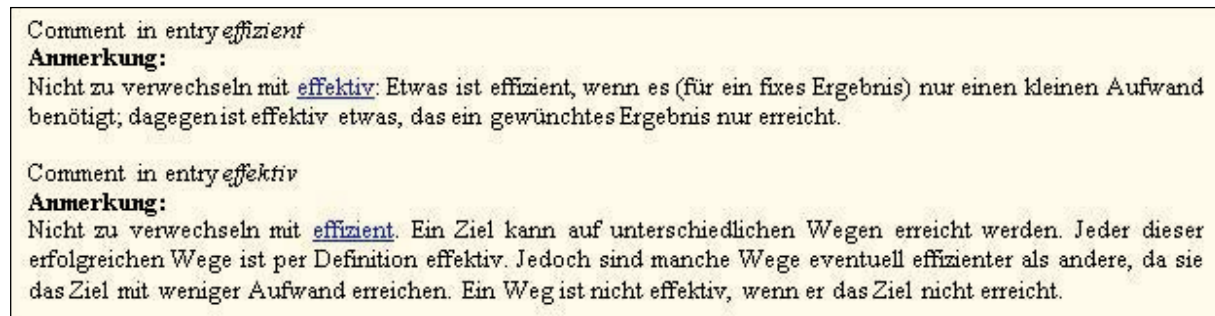 Comment in entry effizient
Anmerkung:
Nicht zu verwechseln mit effektiv: Etwas ist effizient, wenn es (für ein fixes Ergebnis) nur einen kleinen Aufwand
benötigt; dagegen ist effektiv etwas, das ein gewünchtes Ergebnis nur erreicht.
Comment in entry effektiv
Anmerkung:
Nicht zu verwechseln mit effizient. Ein Ziel kann auf unterschiedlichen Wegen erreicht werden. Jeder dieser
erfolgreichen Wege ist per Definition effektiv. Jedoch sind manche Wege eventuell effizienter als andere, da sie
das Ziel mit weniger Aufwand erreichen. Ein Weg ist nicht effektiv, wenn er das Ziel nicht erreicht.